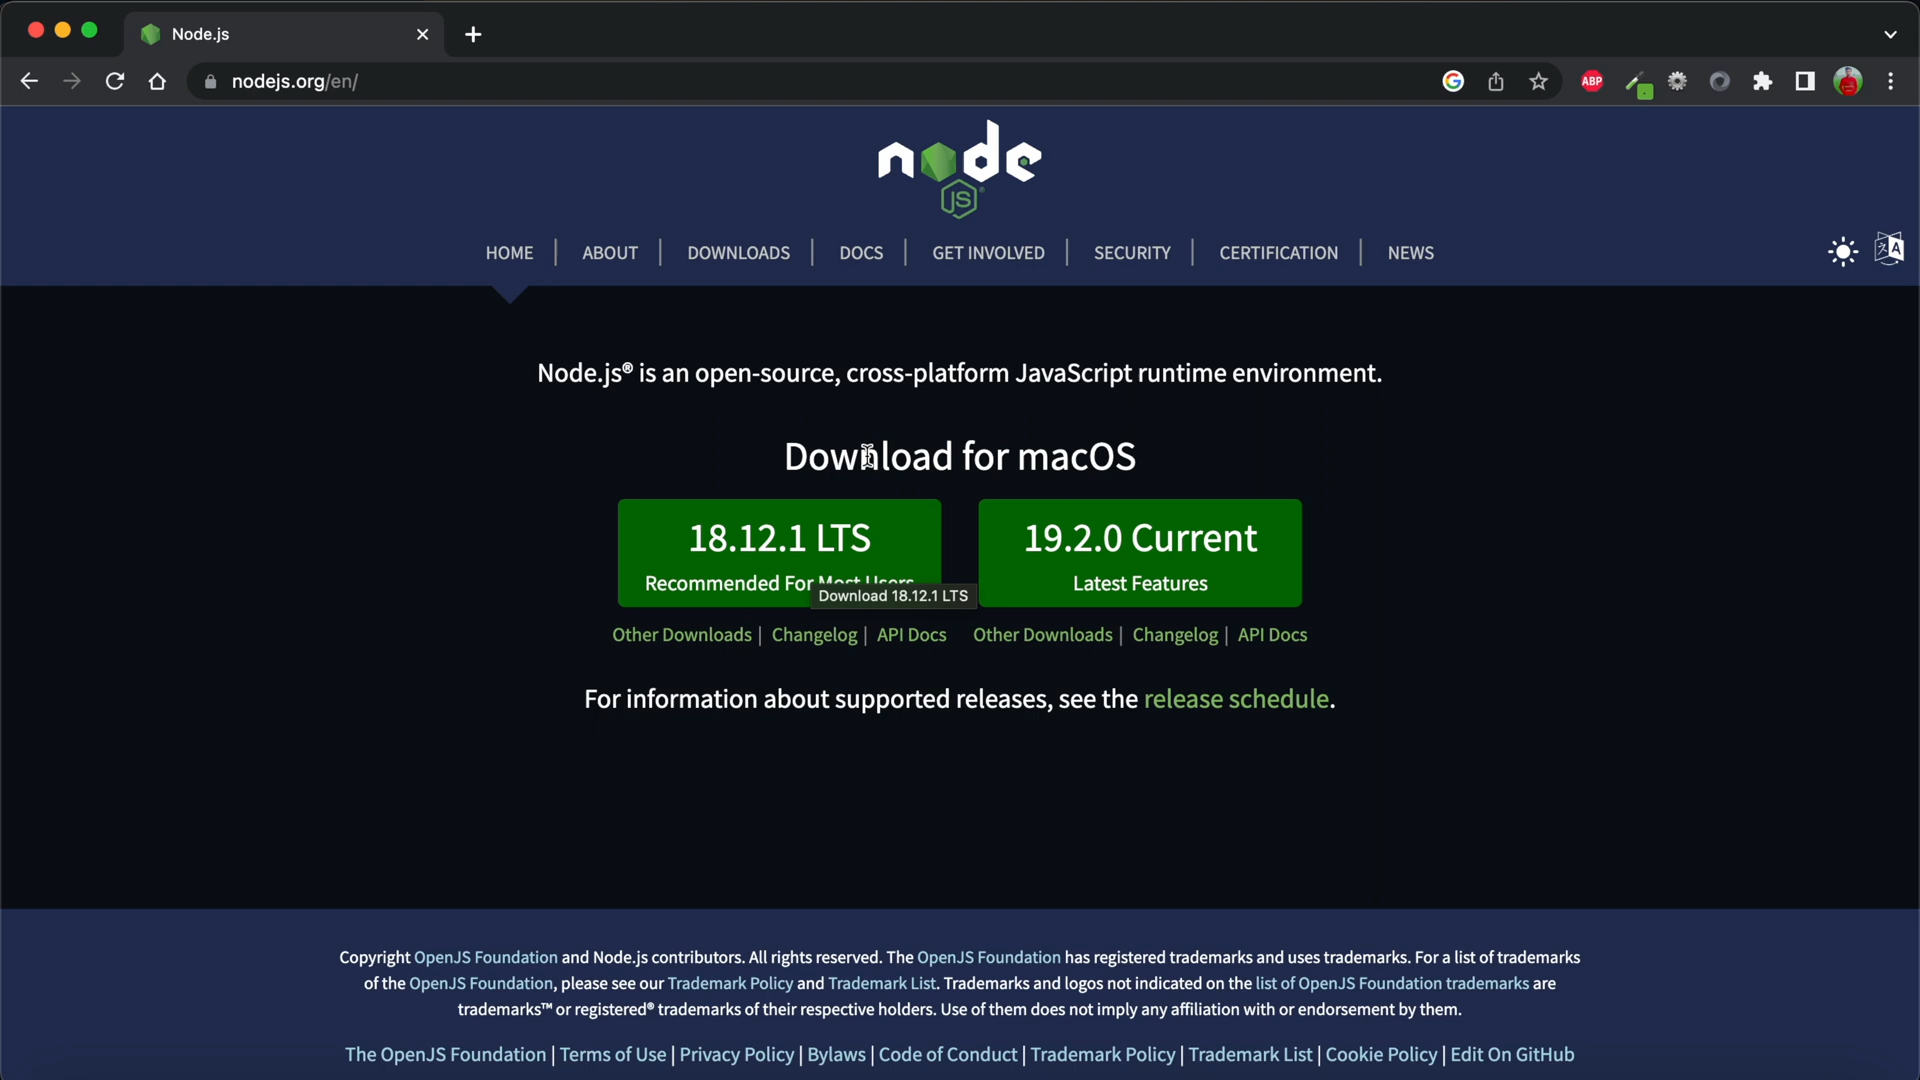 Node.js
nodejs.org/en/
ABP
node
JS
HOME | ABOUT | DOWNLOADS | DOCS | GET INVOLVED | SECURITY | CERTIFICATION | NEWS
Node.js® is an open-source, cross-platform JavaScript runtime environment.
Download for macOS
18.12.1 LTS
Recommended For Most Users
Download 18.12.1 LTS
19.2.0 Current
Latest Features
Other Downloads | Changelog | API Docs
Other Downloads | Changelog | API Docs
For information about supported releases, see the release schedule.
Copyright OpenJS Foundation and Node.js contributors. All rights reserved. The OpenJS Foundation has registered trademarks and uses trademarks. For a list of trademarks
of the OpenJS Foundation, please see our Trademark Policy and Trademark List. Trademarks and logos not indicated on the list of OpenJS Foundation trademarks are
trademarks™ or registered® trademarks of their respective holders. Use of them does not imply any affiliation with or endorsement by them.
The OpenJS Foundation | Terms of Use | Privacy Policy | Bylaws | Code of Conduct | Trademark Policy | Trademark List | Cookie Policy | Edit On GitHub